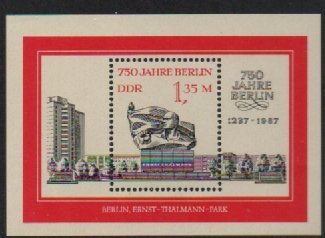 750 JAHRE BERLIN
DDR
1,35 M
750
JAHRE
BERLIN
1237-1987
BERLIN, ERNST-THÄLMANN-PARK